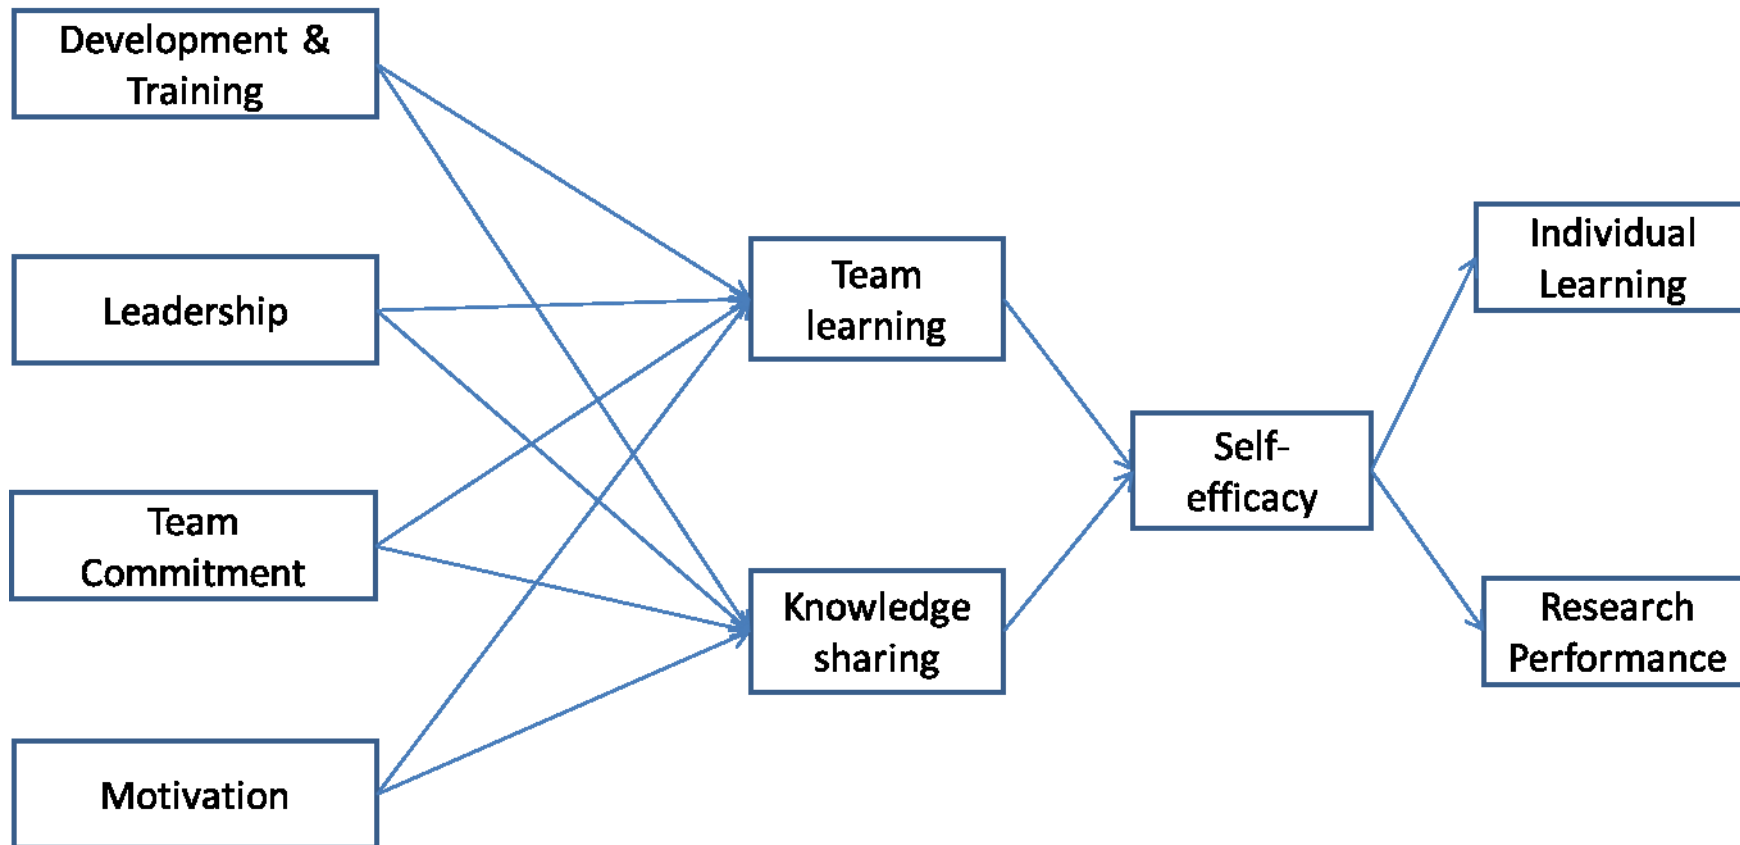 Development &
Training
Leadership
Team
Commitment
Motivation
Team
learning
Knowledge
sharing
Self-
efficacy
Individual
Learning
Research
Performance